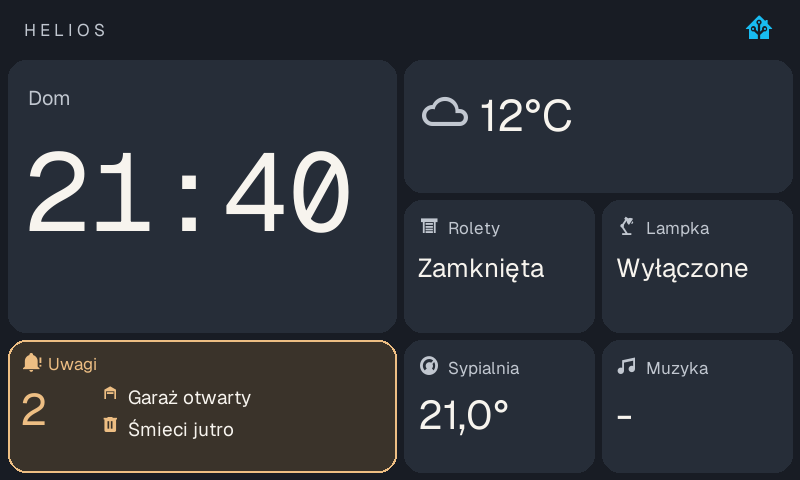 HELIOS
Dom
21:40
12°C
Rolety
Zamknięta
Lampka
Wyłączone
Uwagi
2
Garaż otwarty
Śmieci jutro
Sypialnia
21,0°
Muzyka
-